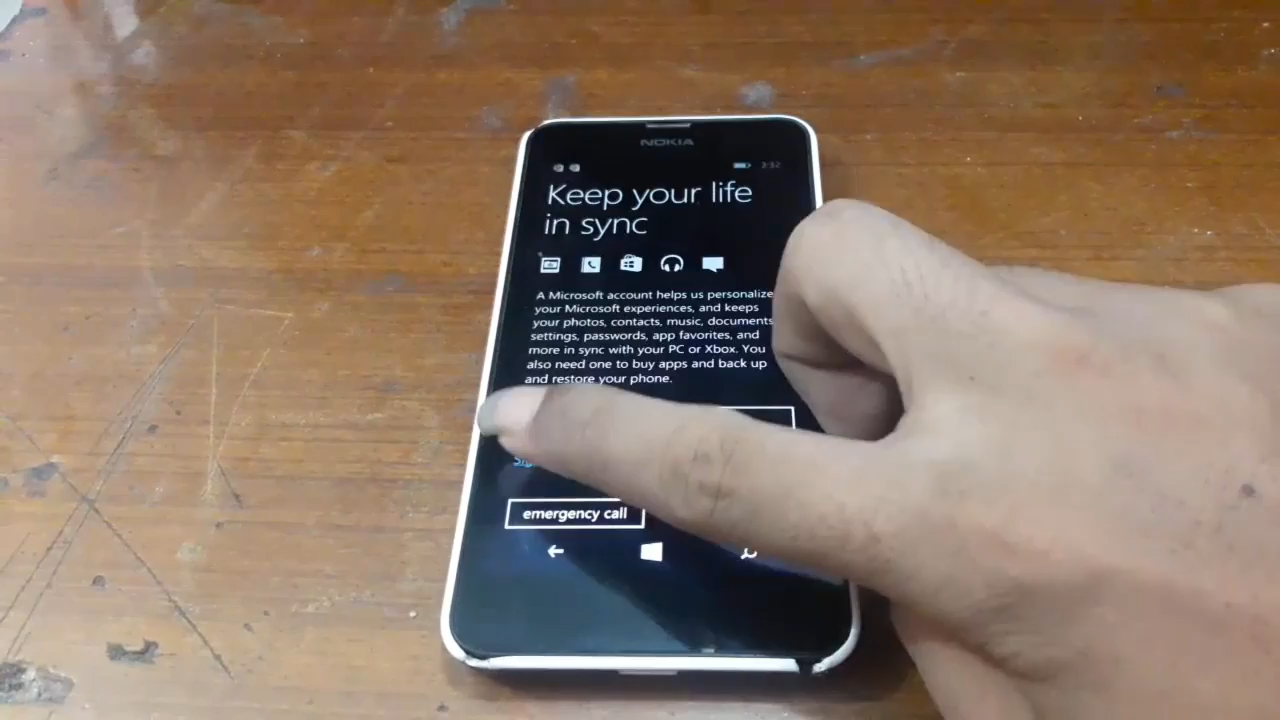 NOKIA
3:32
Keep your life
in sync
A Microsoft account helps us personalize
your Microsoft experiences, and keeps
your photos, contacts, music, documents
settings, passwords, app favorites, and
more in sync with your PC or Xbox. You
also need one to buy apps and back up
and restore your phone.
emergency call